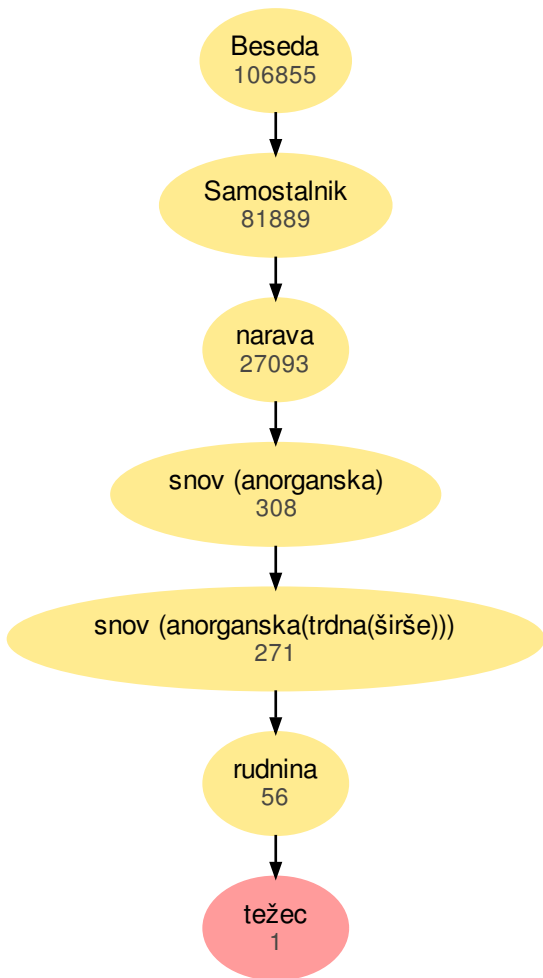 Beseda
106855
Samostalnik
81889
narava
27093
snov (anorganska)
308
snov (anorganska(trdna(širše)))
271
rudnina
56
težec
1